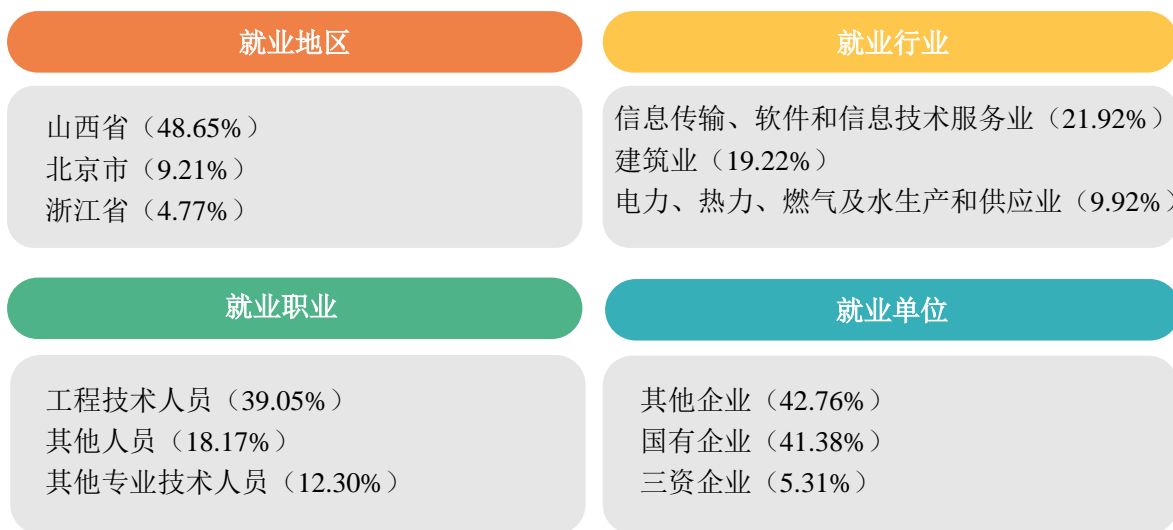 就业地区
山西省（48.65%）
北京市（9.21%）
浙江省（4.77%）
就业行业
信息传输、软件和信息技术服务业（21.92%）
建筑业（19.22%）
电力、热力、燃气及水生产和供应业（9.92%）
就业职业
工程技术人员（39.05%）
其他人员（18.17%）
其他专业技术人员（12.30%）
就业单位
其他企业（42.76%）
国有企业（41.38%）
三资企业（5.31%）